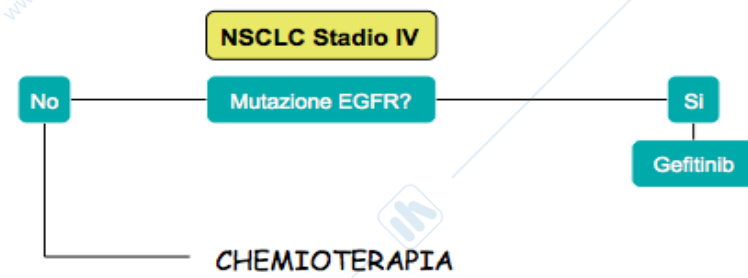 NSCLC Stadio IV
No
Mutazione EGFR?
Si
Gefitinib
CHEMIOTERAPIA